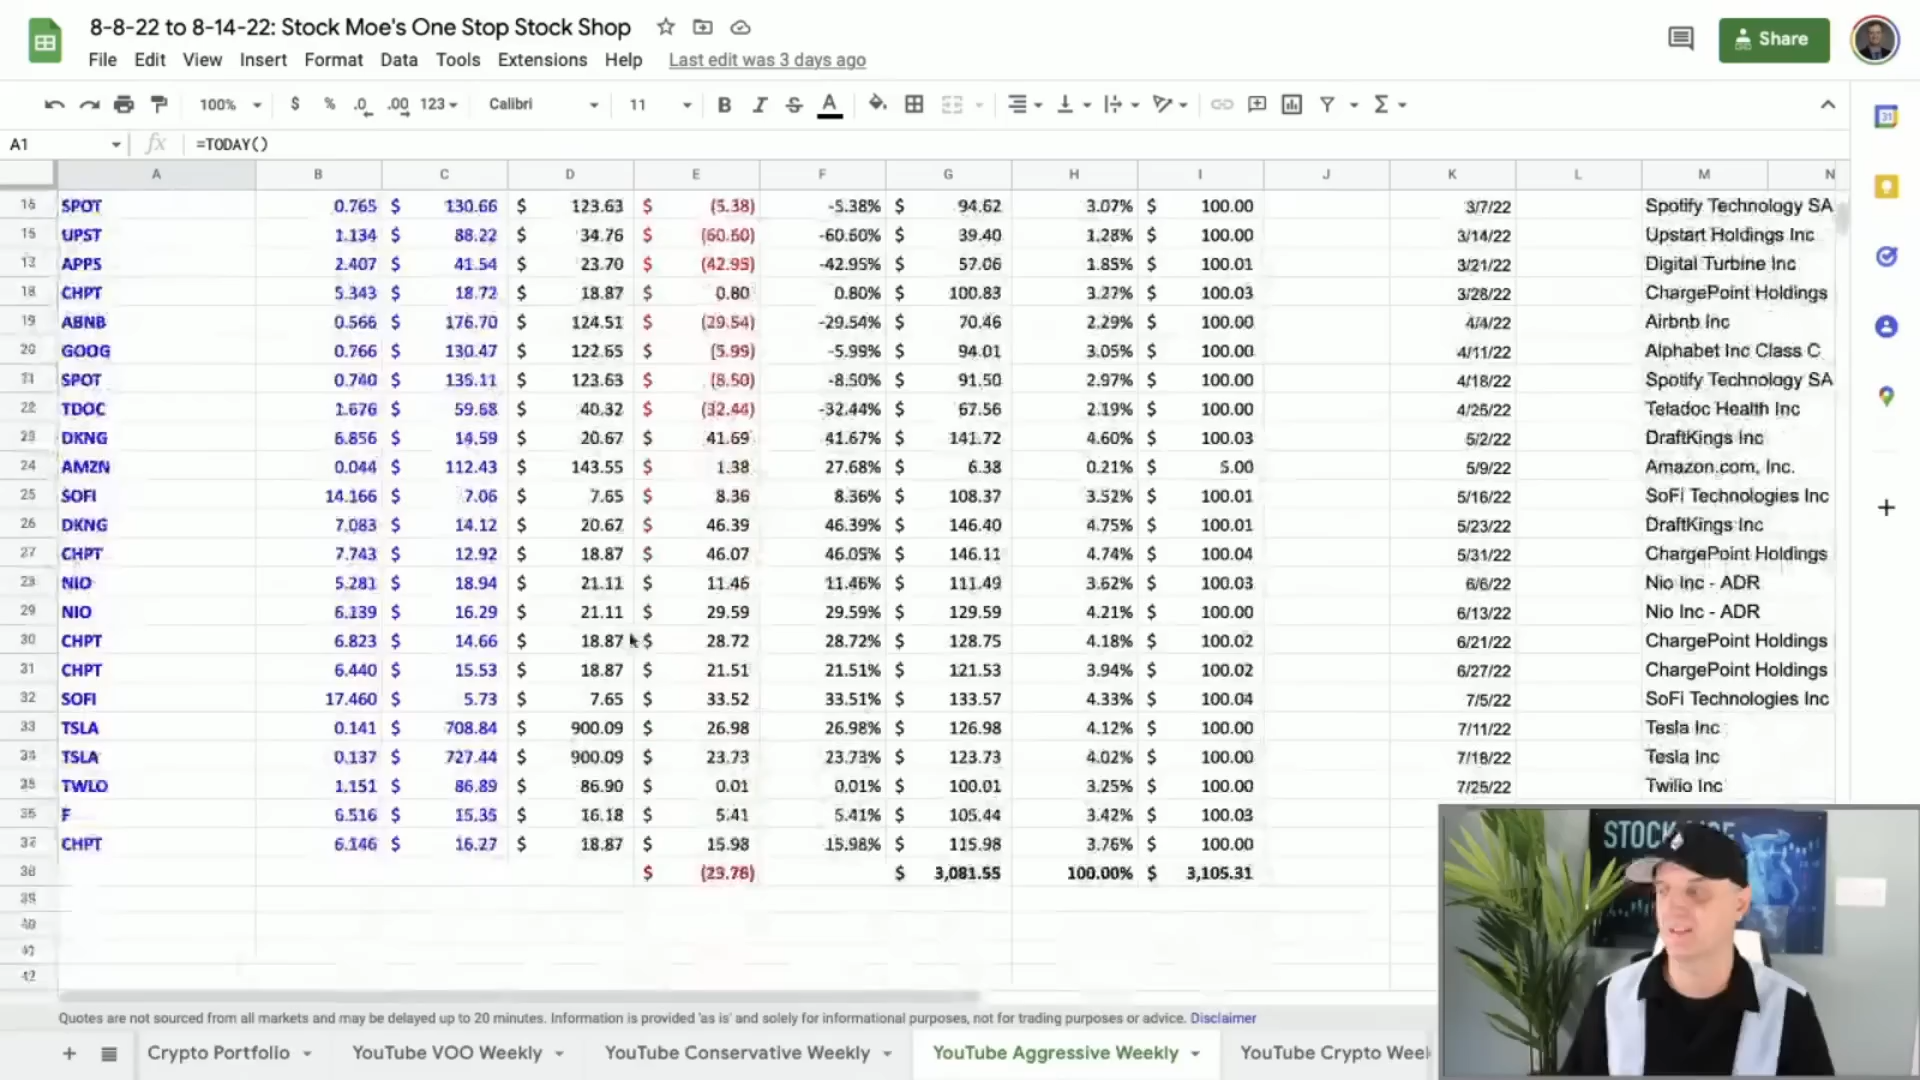 8-8-22 to 8-14-22: Stock Moe's One Stop Stock Shop
File Edit View Insert Format Data Tools Extensions Help Last edit was 3 days ago
Share
100% $ % .0 .00 123 Calibri 11 B I S A
A1 fx =TODAY()
A B C D E F G H I J K L M N
16 SPOT 0.765 $ 130.66 $ 123.63 $ (5.38) -5.38% $ 94.62 3.07% $ 100.00 3/7/22 Spotify Technology SA
UPST 1.134 $ 88.22 $ 34.76 $ (60.60) -60.60% $ 39.40 1.28% $ 100.00 3/14/22 Upstart Holdings Inc
APPS 2.407 $ 41.54 $ 23.70 $ (42.95) -42.95% $ 57.06 1.85% $ 100.01 3/21/22 Digital Turbine Inc
18 CHPT 5.343 $ 18.72 $ 18.87 $ 0.80 0.80% $ 100.83 3.27% $ 100.03 3/28/22 ChargePoint Holdings
19 ABNB 0.566 $ 176.70 $ 124.51 $ (29.54) -29.54% $ 70.46 2.29% $ 100.00 4/4/22 Airbnb Inc
20 GOOG 0.766 $ 130.47 $ 122.65 $ (5.99) -5.99% $ 94.01 3.05% $ 100.00 4/11/22 Alphabet Inc Class C
SPOT 0.740 $ 135.11 $ 123.63 $ (8.50) -8.50% $ 91.50 2.97% $ 100.00 4/18/22 Spotify Technology SA
22 TDOC 1.676 $ 59.68 $ 40.32 $ (32.44) -32.44% $ 67.56 2.19% $ 100.00 4/25/22 Teladoc Health Inc
DKNG 6.856 $ 14.59 $ 20.67 $ 41.69 41.67% $ 141.72 4.60% $ 100.03 5/2/22 DraftKings Inc
24 AMZN 0.044 $ 112.43 $ 143.55 $ 1.38 27.68% $ 6.38 0.21% $ 5.00 5/9/22 Amazon.com, Inc.
25 SOFI 14.166 $ 7.06 $ 7.65 $ 8.36 8.36% $ 108.37 3.52% $ 100.01 5/16/22 SoFi Technologies Inc
26 DKNG 7.083 $ 14.12 $ 20.67 $ 46.39 46.39% $ 146.40 4.75% $ 100.01 5/23/22 DraftKings Inc
27 CHPT 7.743 $ 12.92 $ 18.87 $ 46.07 46.05% $ 146.11 4.74% $ 100.04 5/31/22 ChargePoint Holdings
NIO 5.281 $ 18.94 $ 21.11 $ 11.46 11.46% $ 111.49 3.62% $ 100.03 6/6/22 Nio Inc - ADR
29 NIO 6.139 $ 16.29 $ 21.11 $ 29.59 29.59% $ 129.59 4.21% $ 100.00 6/13/22 Nio Inc - ADR
30 CHPT 6.823 $ 14.66 $ 18.87 $ 28.72 28.72% $ 128.75 4.18% $ 100.02 6/21/22 ChargePoint Holdings
31 CHPT 6.440 $ 15.53 $ 18.87 $ 21.51 21.51% $ 121.53 3.94% $ 100.02 6/27/22 ChargePoint Holdings
32 SOFI 17.460 $ 5.73 $ 7.65 $ 33.52 33.51% $ 133.57 4.33% $ 100.04 7/5/22 SoFi Technologies Inc
33 TSLA 0.141 $ 708.84 $ 900.09 $ 26.98 26.98% $ 126.98 4.12% $ 100.00 7/11/22 Tesla Inc
TSLA 0.137 $ 727.44 $ 900.09 $ 23.73 23.73% $ 123.73 4.02% $ 100.00 7/18/22 Tesla Inc
TWLO 1.151 $ 86.89 $ 86.90 $ 0.01 0.01% $ 100.01 3.25% $ 100.00 7/25/22 Twilio Inc
F 6.516 $ 15.35 $ 16.18 $ 5.41 5.41% $ 105.44 3.42% $ 100.03
CHPT 6.146 $ 16.27 $ 18.87 $ 15.98 15.98% $ 115.98 3.76% $ 100.00
$ (23.76) $ 3,081.55 100.00% $ 3,105.31
STOCK MOE
Quotes are not sourced from all markets and may be delayed up to 20 minutes. Information is provided 'as is' and solely for informational purposes, not for trading purposes or advice. Disclaimer
Crypto Portfolio YouTube VOO Weekly YouTube Conservative Weekly YouTube Aggressive Weekly YouTube Crypto Week